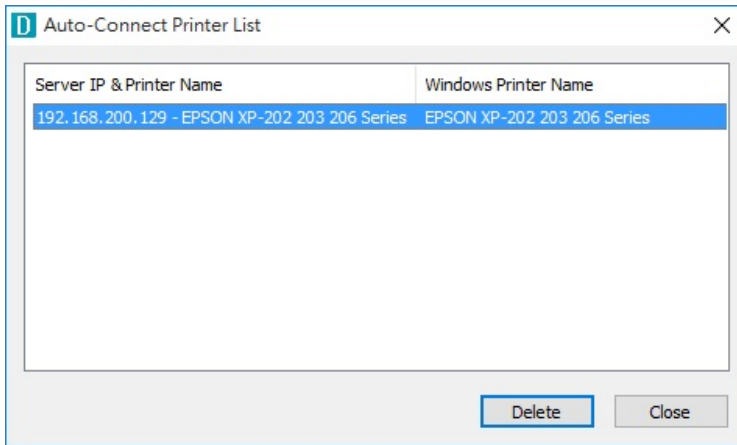 D Auto-Connect Printer List
Server IP & Printer Name Windows Printer Name
192.168.200.129 - EPSON XP-202 203 206 Series EPSON XP-202 203 206 Series
Delete Close